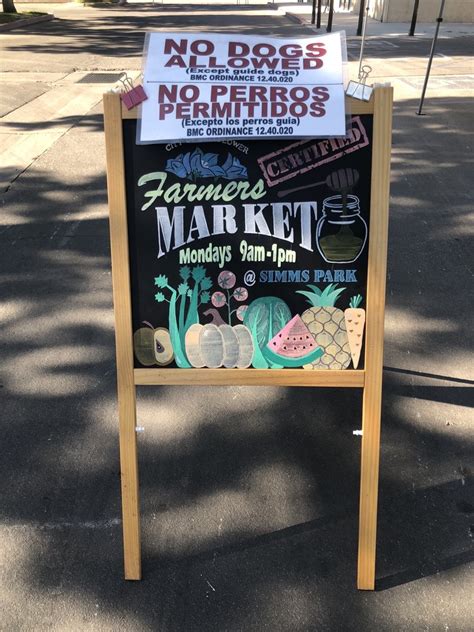 NO DOGS
ALLOWED
(Except guide dogs)
BMC ORDINANCE 12.40.020
NO PERROS
PERMITIDOS
(Excepto los perros guia)
BMC ORDINANCE 12.40.020
CERTIFIED
Farmers
MARKET
Mondays 9am-1pm
@ SIMMS PARK